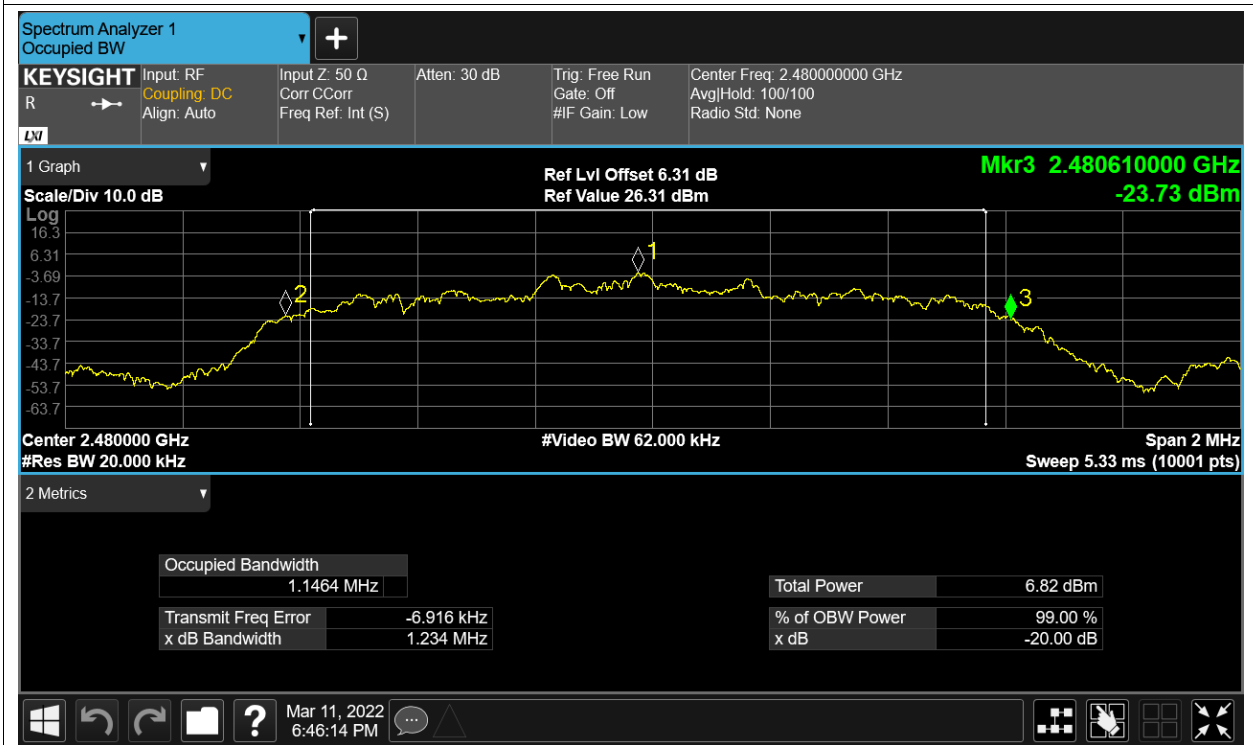 Spectrum Analyzer 1
Occupied BW
KEYSIGHT
R
LXI
Input: RF
Coupling: DC
Align: Auto
Input Z: 50 Ω
Corr CCorr
Freq Ref: Int (S)
Atten: 30 dB
Trig: Free Run
Gate: Off
#IF Gain: Low
Center Freq: 2.480000000 GHz
Avg|Hold: 100/100
Radio Std: None
1 Graph
Scale/Div 10.0 dB
Ref Lvl Offset 6.31 dB
Ref Value 26.31 dBm
Mkr3 2.480610000 GHz
-23.73 dBm
Log
16.3
6.31
-3.69
-13.7
-23.7
-33.7
-43.7
-53.7
-63.7
1
2
3
Center 2.480000 GHz
#Res BW 20.000 kHz
#Video BW 62.000 kHz
Span 2 MHz
Sweep 5.33 ms (10001 pts)
2 Metrics
Occupied Bandwidth
1.1464 MHz
Transmit Freq Error -6.916 kHz
x dB Bandwidth 1.234 MHz
Total Power 6.82 dBm
% of OBW Power 99.00 %
x dB -20.00 dB
?
Mar 11, 2022
6:46:14 PM